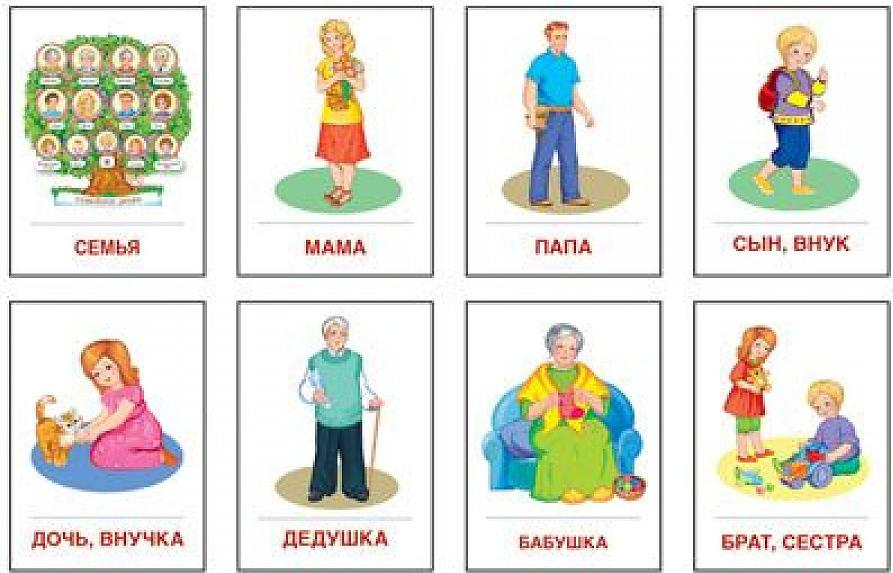 СЕМЬЯ
МАМА
ПАПА
СЫН, ВНУК
ДОЧЬ, ВНУЧКА
ДЕДУШКА
БАБУШКА
БРАТ, СЕСТРА